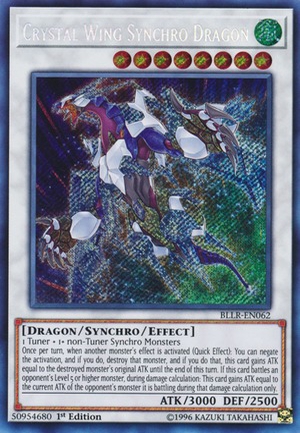 CRYSTAL WING SYNCHRO DRAGON
BLLR-EN062
[DRAGON/SYNCHRO/EFFECT]
1 Tuner + 1+ non-Tuner Synchro Monsters
Once per turn, when another monster's effect is activated (Quick Effect): You can negate
the activation, and if you do, destroy that monster, and if you do that, this card gains ATK
equal to the destroyed monster's original ATK until the end of this turn. If this card battles an
opponent's Level 5 or higher monster, during damage calculation: This card gains ATK equal to
the current ATK of the opponent's monster it is battling during that damage calculation only.
ATK/3000 DEF/2500
50954680 1st Edition ©1996 KAZUKI TAKAHASHI